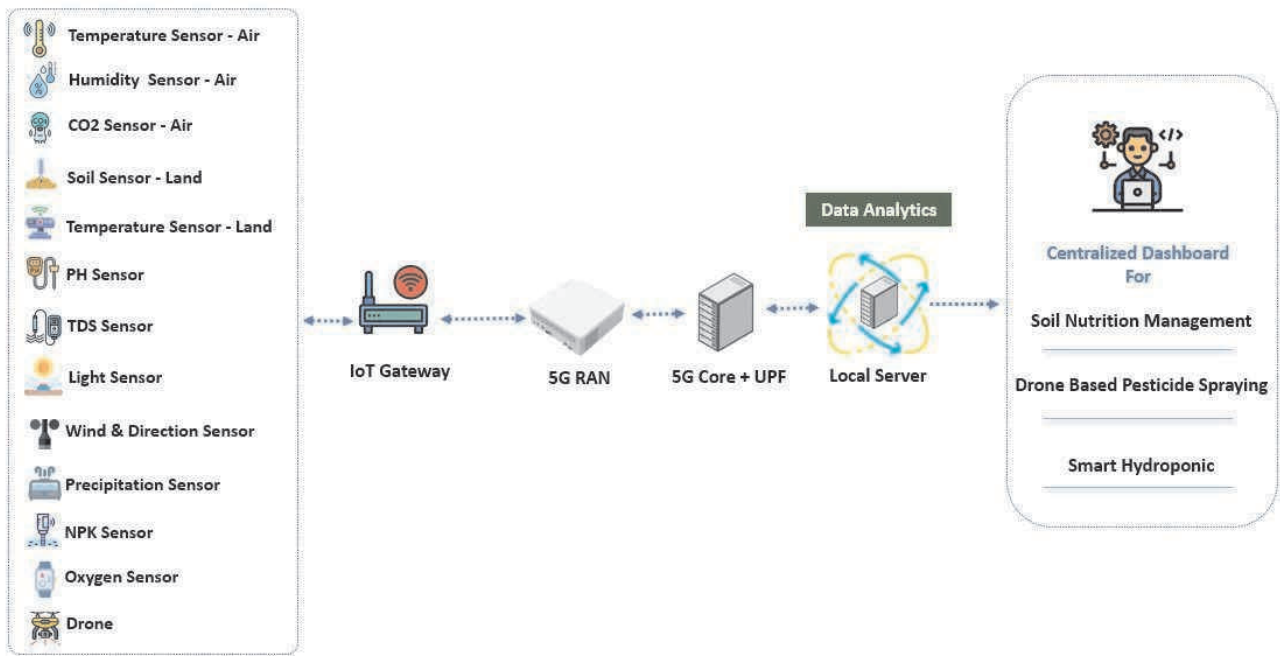 Temperature Sensor - Air
Humidity Sensor - Air
CO2 Sensor - Air
Soil Sensor - Land
Temperature Sensor - Land
PH Sensor
TDS Sensor
Light Sensor
Wind & Direction Sensor
Precipitation Sensor
NPK Sensor
Oxygen Sensor
Drone
IoT Gateway
5G RAN
5G Core + UPF
Data Analytics
Local Server
Centralized Dashboard
For
Soil Nutrition Management
Drone Based Pesticide Spraying
Smart Hydroponic